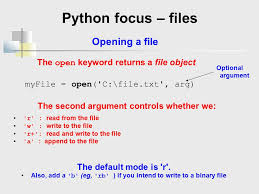 Python focus – files
Opening a file
The open keyword returns a file object
Optional
argument
myFile = open('C:\file.txt', arg)
The second argument controls whether we:
• 'r' : read from the file
• 'w' : write to the file
• 'r+': read and write to the file
• 'a' : append to the file
The default mode is 'r'.
• Also, add a 'b' (eg, 'rb' ) if you intend to write to a binary file